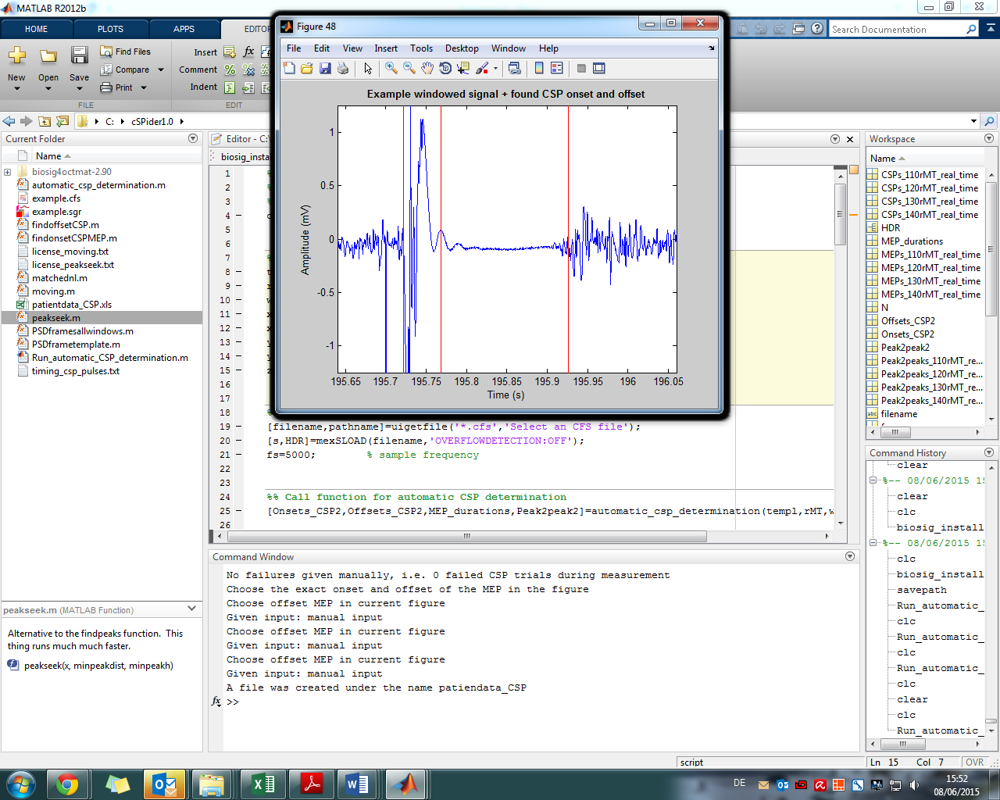 MATLAB R2012b
HOME
PLOTS
APPS
EDITOR
Search Documentation
New
Open
Save
Find Files
Compare
Print
Insert
Comment
Indent
FILE
EDIT
C:
cSPider1.0
Current Folder
Name
biosig4octmat-2.90
automatic_csp_determination.m
example.cfs
example.sgr
findoffsetCSP.m
findonsetCSPMEP.m
license_moving.txt
license_peakseek.txt
matchednl.m
moving.m
patientdata_CSP.xls
peakseek.m
PSDframesallwindows.m
PSDframetemplate.m
Run_automatic_CSP_determination.m
timing_csp_pulses.txt
peakseek.m (MATLAB Function)
Alternative to the findpeaks function. This
thing runs much much faster.
peakseek(x, minpeakdist, minpeakh)
Figure 48
File Edit View Insert Tools Desktop Window Help
Example windowed signal + found CSP onset and offset
1
0.5
0
-0.5
-1
Amplitude (mV)
195.65 195.7 195.75 195.8 195.85 195.9 195.95 196 196.05
Time (s)
Editor - C:\
biosig_insta
1
2
3
4
5
6
7
8
9
10
11
12
13
14
15
16
17
18
19 [filename,pathname]=uigetfile('*.cfs','Select an CFS file');
20 [s,HDR]=mexSLOAD(filename,'OVERFLOWDETECTION:OFF');
21 fs=5000; % sample frequency
22
23
24 %% Call function for automatic CSP determination
25 [Onsets_CSP2,Offsets_CSP2,MEP_durations,Peak2peak2]=automatic_csp_determination(templ,rMT,w
26
Command Window
No failures given manually, i.e. 0 failed CSP trials during measurement
Choose the exact onset and offset of the MEP in the figure
Choose offset MEP in current figure
Given input: manual input
Choose offset MEP in current figure
Given input: manual input
Choose offset MEP in current figure
Given input: manual input
A file was created under the name patiendata_CSP
fx >>
Workspace
Name
CSPs_110rMT_real_time
CSPs_120rMT_real_time
CSPs_130rMT_real_time
CSPs_140rMT_real_time
HDR
MEP_durations
MEPs_110rMT_real_time
MEPs_120rMT_real_time
MEPs_130rMT_real_time
MEPs_140rMT_real_time
N
Offsets_CSP2
Onsets_CSP2
Peak2peak2
Peak2peaks_110rMT_re...
Peak2peaks_120rMT_re...
Peak2peaks_130rMT_re...
Peak2peaks_140rMT_re...
filename
Command History
clear
%-- 08/06/2015 15
clear
clc
biosig_install
%-- 08/06/2015 15
clc
biosig_install
savepath
Run_automatic_
clc
Run_automatic_
clc
Run_automatic_
clc
clear
clc
Run_automatic_
script
Ln 15 Col 7 OVR
DE
15:52
08/06/2015